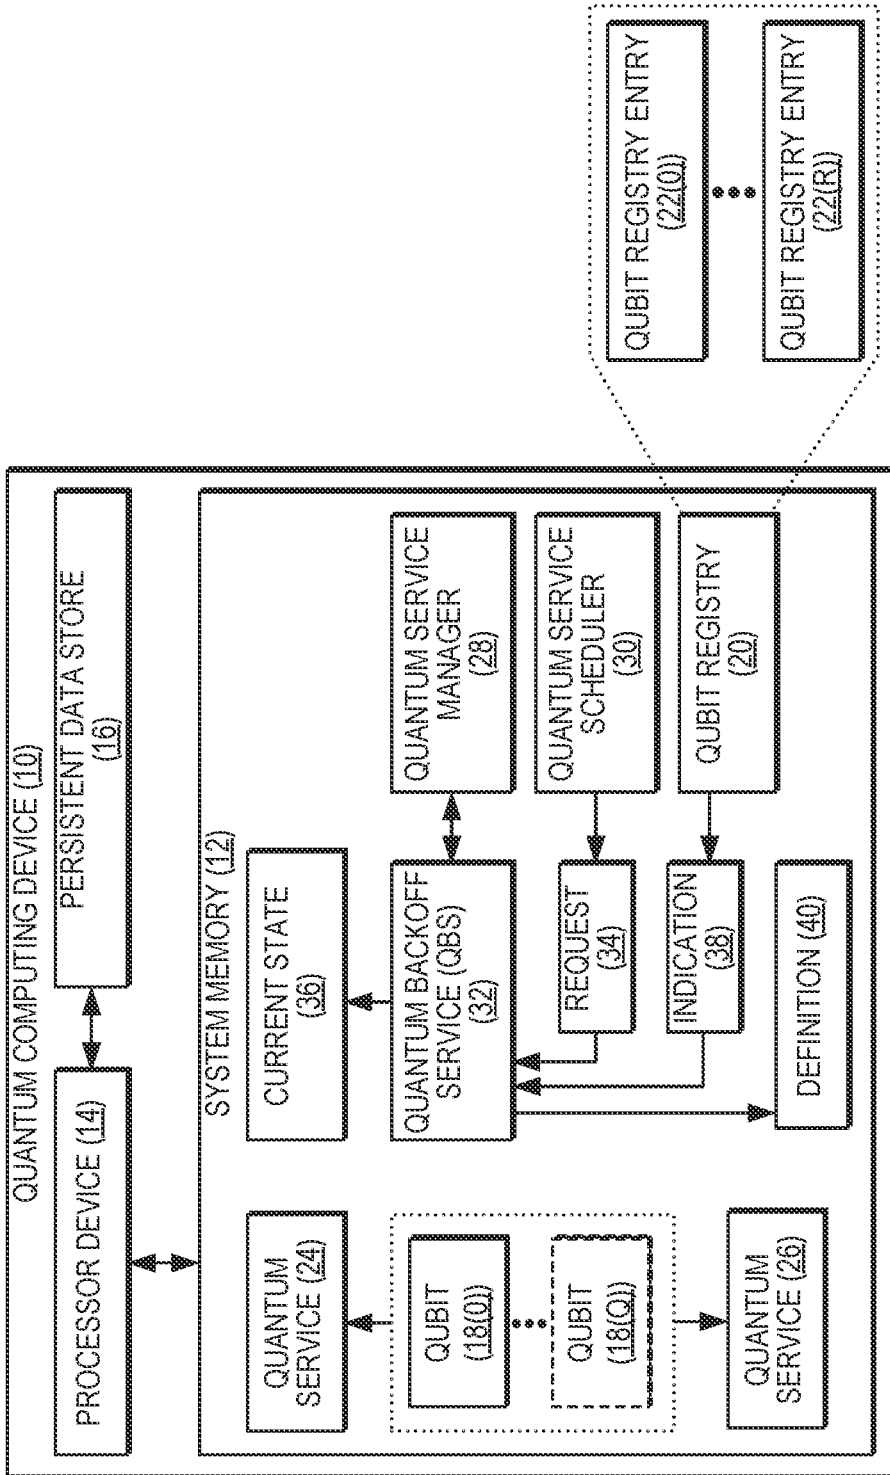 QUANTUM COMPUTING DEVICE (10)
PROCESSOR DEVICE (14)
PERSISTENT DATA STORE
(16)
SYSTEM MEMORY (12)
QUANTUM
SERVICE (24)
QUBIT
(18(0))
QUBIT
(18(Q))
QUANTUM
SERVICE (26)
CURRENT STATE
(36)
QUANTUM BACKOFF
SERVICE (QBS)
(32)
REQUEST
(34)
INDICATION
(38)
DEFINITION (40)
QUANTUM SERVICE
MANAGER
(28)
QUANTUM SERVICE
SCHEDULER
(30)
QUBIT REGISTRY
(20)
QUBIT REGISTRY ENTRY
(22(0))
QUBIT REGISTRY ENTRY
(22(R))